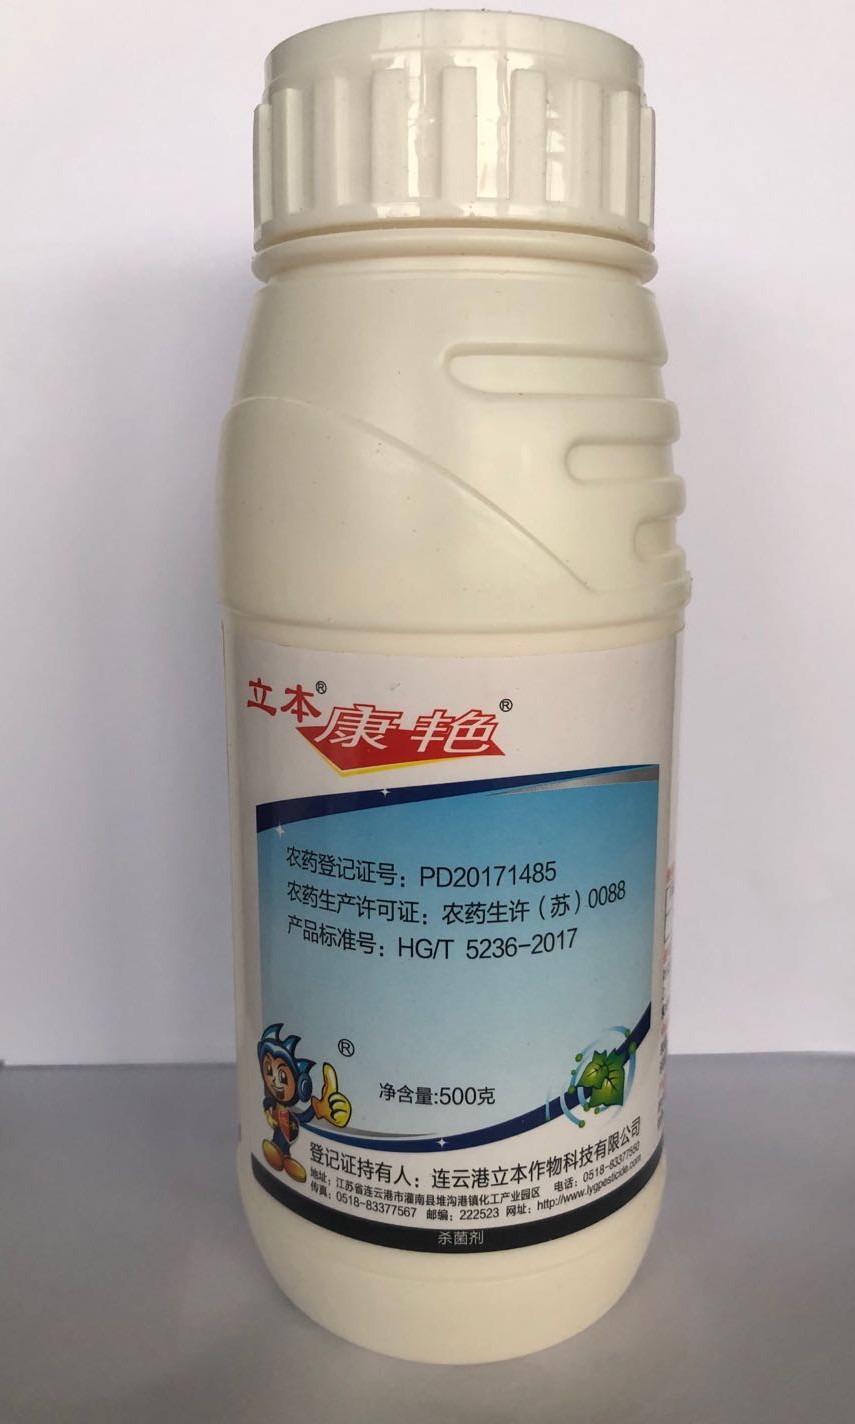 立本® 康艳®
农药登记证号：PD20171485
农药生产许可证：农药生许（苏）0088
产品标准号：HG/T 5236-2017
®
净含量:500克
登记证持有人：连云港立本作物科技有限公司
地址：江苏省连云港市灌南县堆沟港镇化工产业园区 电话：0518-83377550
传真：0518-83377567 邮编：222523 网址：http://www.lygpesticide.com
杀菌剂